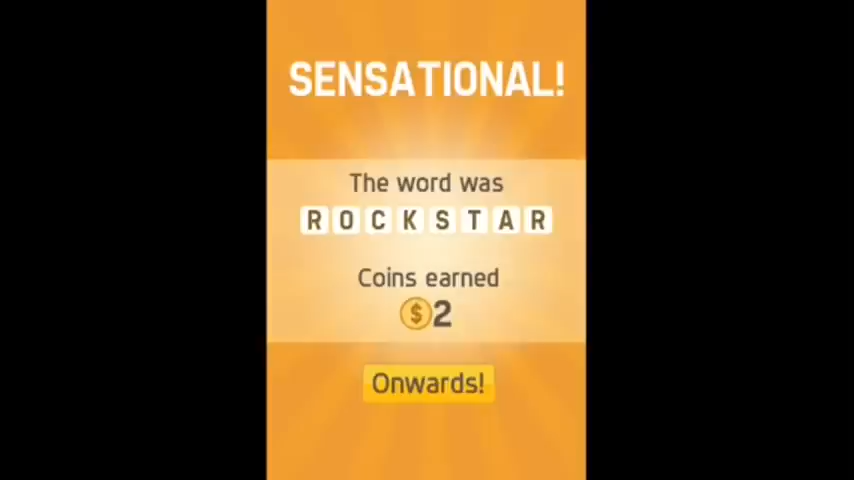 SENSATIONAL!
The word was
ROCKSTAR
Coins earned
$2
Onwards!